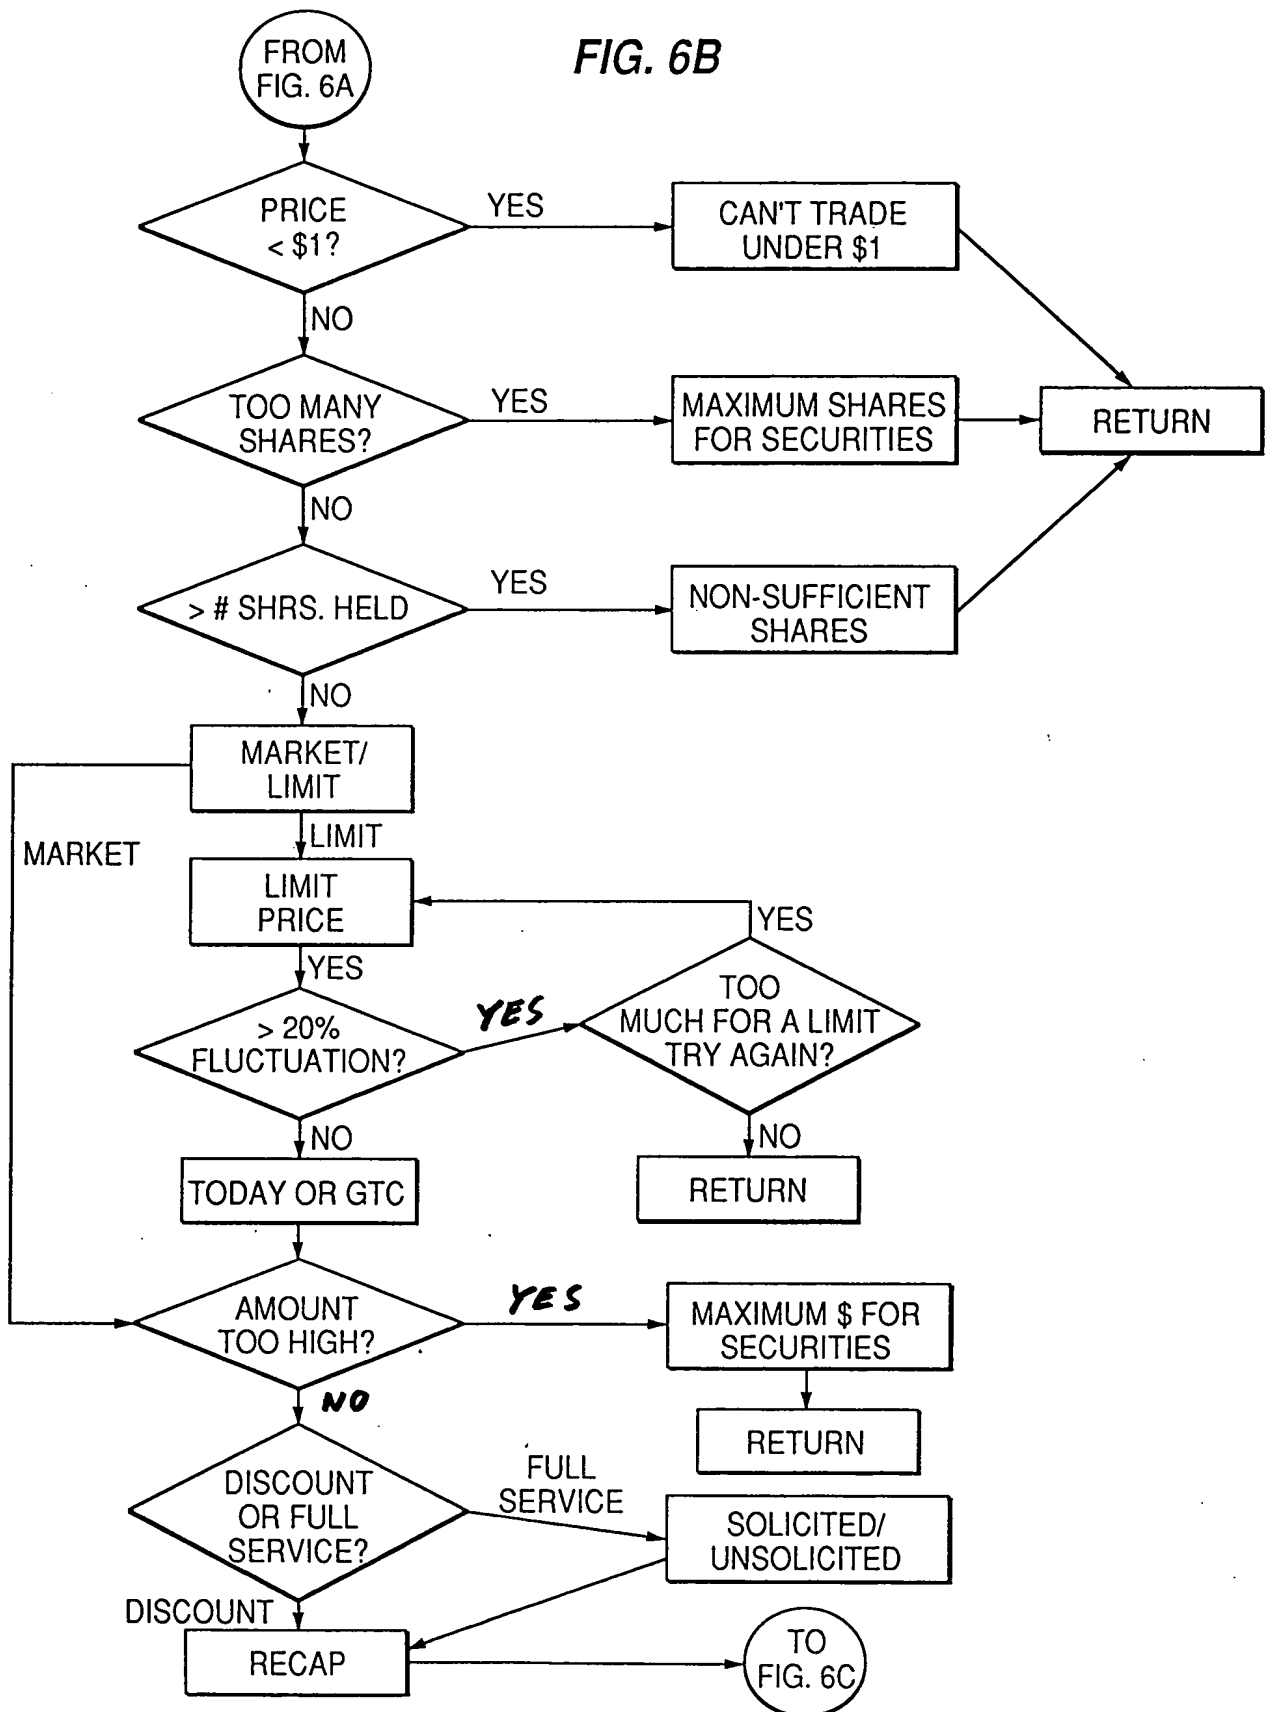 FROM
FIG. 6A
FIG. 6B
PRICE
< $1?
YES
CAN'T TRADE
UNDER $1
NO
TOO MANY
SHARES?
YES
MAXIMUM SHARES
FOR SECURITIES
RETURN
NO
> # SHRS. HELD
YES
NON-SUFFICIENT
SHARES
NO
MARKET/
LIMIT
MARKET
LIMIT
LIMIT
PRICE
YES
YES
> 20%
FLUCTUATION?
YES
TOO
MUCH FOR A LIMIT
TRY AGAIN?
NO
NO
TODAY OR GTC
RETURN
AMOUNT
TOO HIGH?
YES
MAXIMUM $ FOR
SECURITIES
NO
RETURN
DISCOUNT
OR FULL
SERVICE?
FULL
SERVICE
SOLICITED/
UNSOLICITED
DISCOUNT
RECAP
TO
FIG. 6C